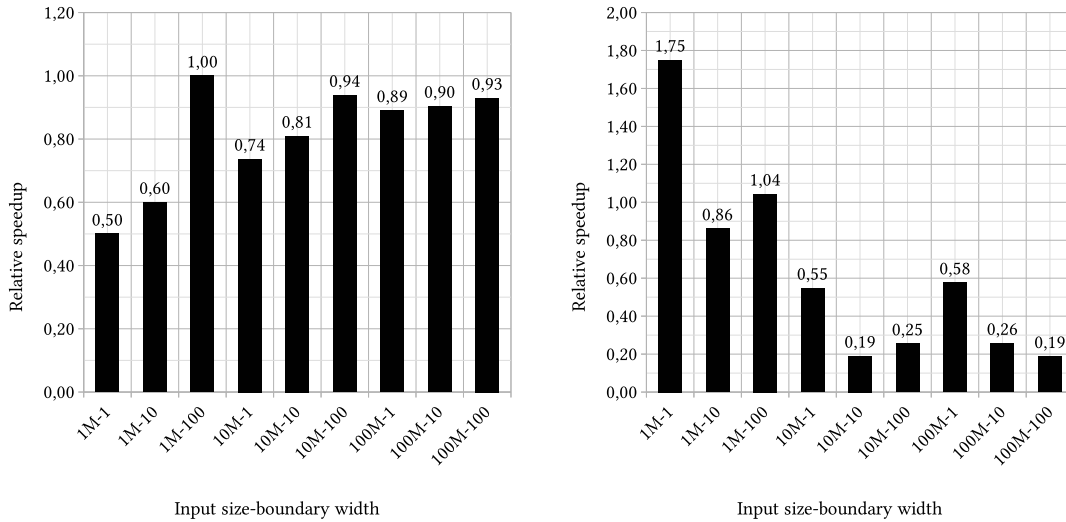 1,20
1,00
0,80
0,60
0,40
0,20
0,00
Relative speedup
0,50
0,60
1,00
0,74
0,81
0,94
0,89
0,90
0,93
1M-1
1M-10
1M-100
10M-1
10M-10
10M-100
100M-1
100M-10
100M-100
Input size-boundary width
2,00
1,80
1,60
1,40
1,20
1,00
0,80
0,60
0,40
0,20
0,00
Relative speedup
1,75
0,86
1,04
0,55
0,19
0,25
0,58
0,26
0,19
1M-1
1M-10
1M-100
10M-1
10M-10
10M-100
100M-1
100M-10
100M-100
Input size-boundary width